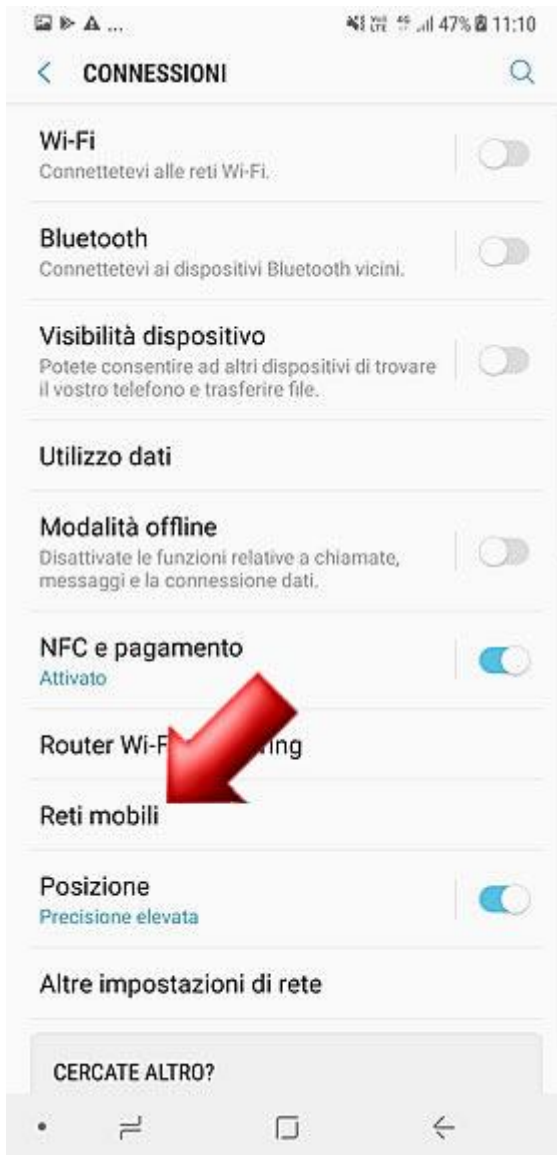 ... 47% 11:10
CONNESSIONI
Wi-Fi
Connettetevi alle reti Wi-Fi.
Bluetooth
Connettetevi ai dispositivi Bluetooth vicini.
Visibilità dispositivo
Potete consentire ad altri dispositivi di trovare
il vostro telefono e trasferire file.
Utilizzo dati
Modalità offline
Disattivate le funzioni relative a chiamate,
messaggi e la connessione dati.
NFC e pagamento
Attivato
Router
Reti mobili
Posizione
Precisione elevata
Altre impostazioni di rete
CERCATE ALTRO?